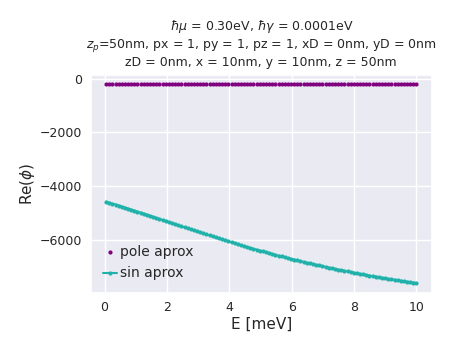 ħμ = 0.30eV, ħγ = 0.0001eV
zₚ=50nm, px = 1, py = 1, pz = 1, xD = 0nm, yD = 0nm
zD = 0nm, x = 10nm, y = 10nm, z = 50nm
0
−2000
−4000
−6000
Re(ϕ)
pole aprox
sin aprox
0 2 4 6 8 10
E [meV]